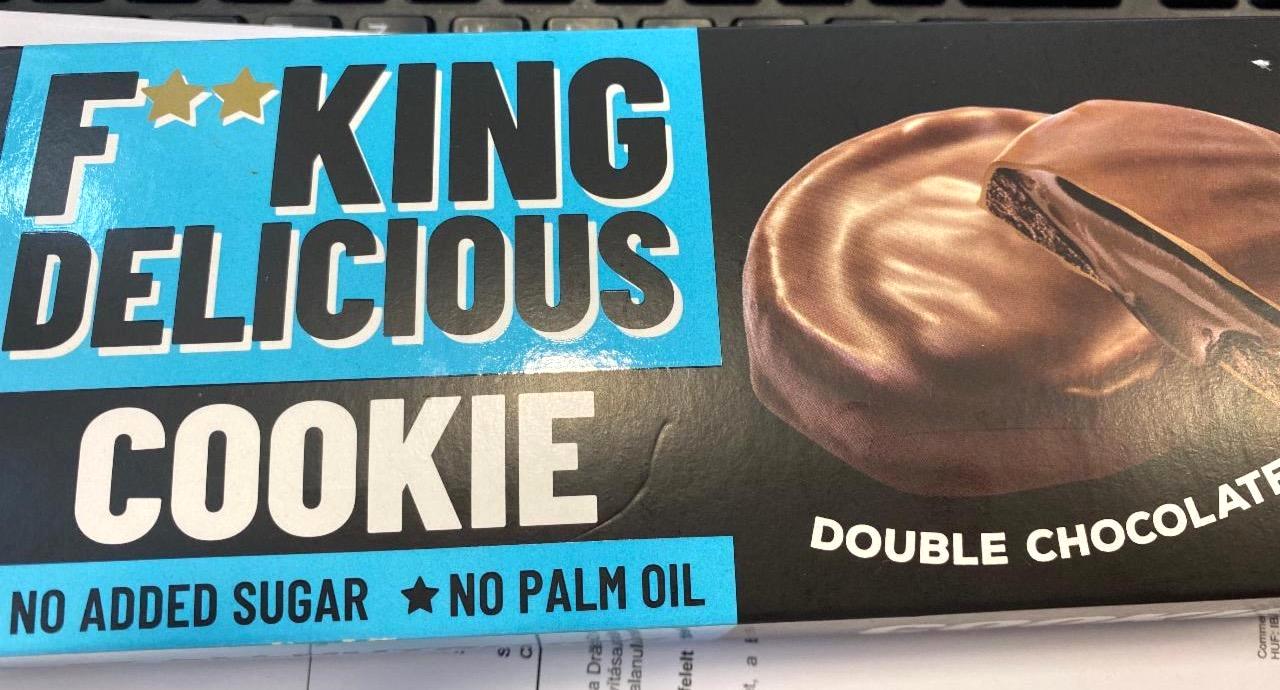 F**KING
DELICIOUS
COOKIE
NO ADDED SUGAR ★ NO PALM OIL
DOUBLE CHOCOLATE